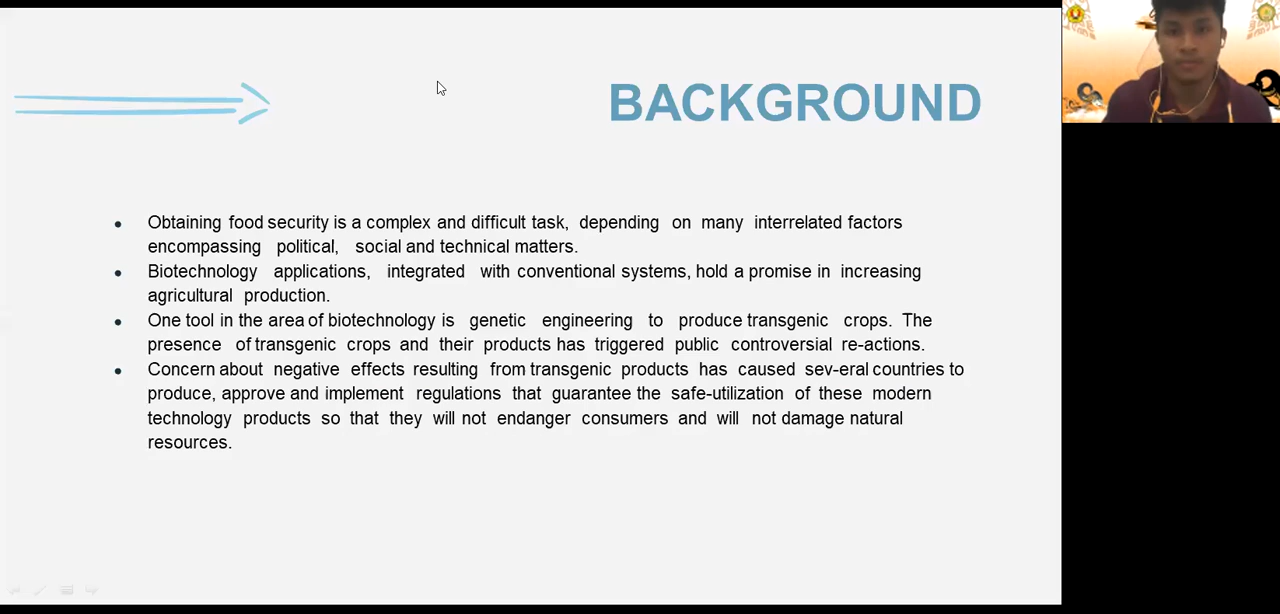 BACKGROUND
Obtaining food security is a complex and difficult task, depending on many interrelated factors
encompassing political, social and technical matters.
Biotechnology applications, integrated with conventional systems, hold a promise in increasing
agricultural production.
One tool in the area of biotechnology is genetic engineering to produce transgenic crops. The
presence of transgenic crops and their products has triggered public controversial re-actions.
Concern about negative effects resulting from transgenic products has caused sev-eral countries to
produce, approve and implement regulations that guarantee the safe-utilization of these modern
technology products so that they will not endanger consumers and will not damage natural
resources.